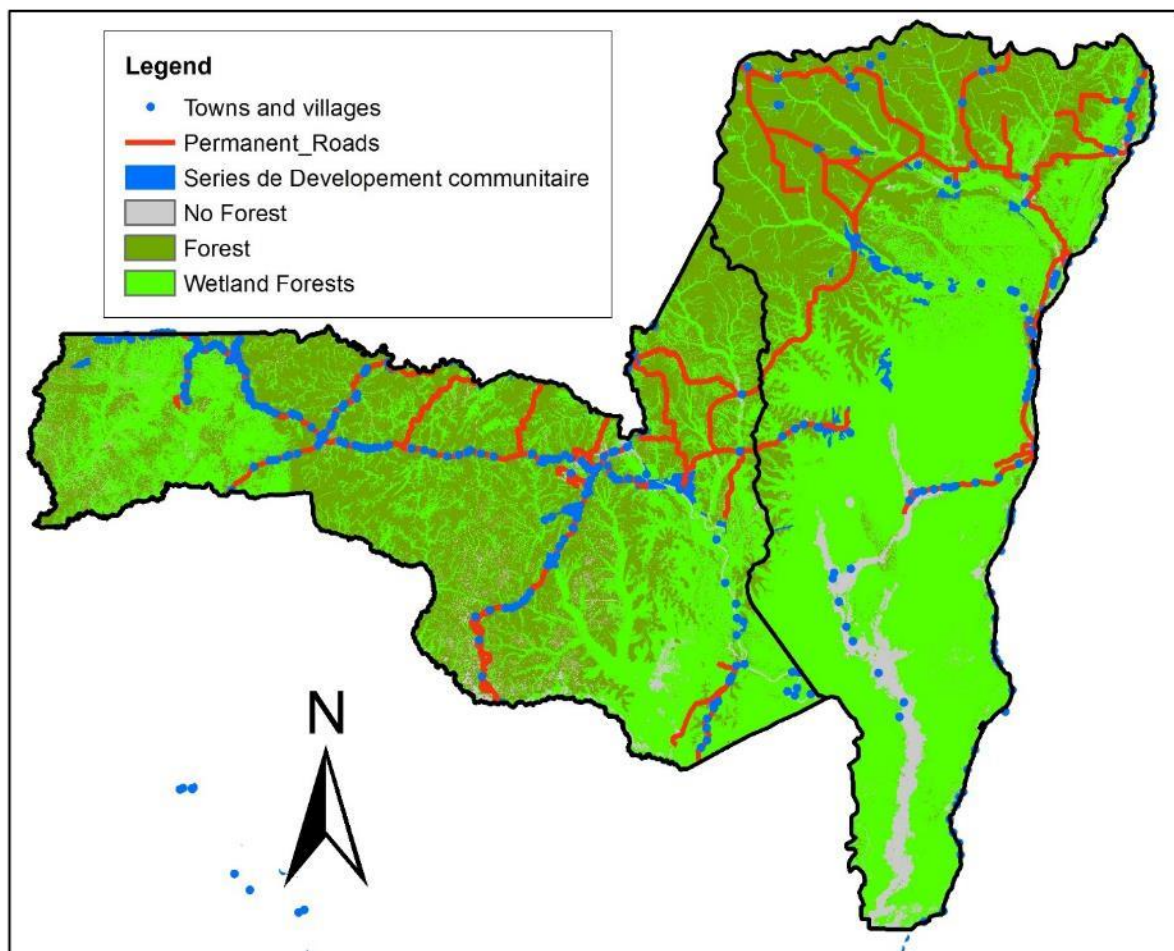 Legend
Towns and villages
Permanent_Roads
Series de Developement communitaire
No Forest
Forest
Wetland Forests
N